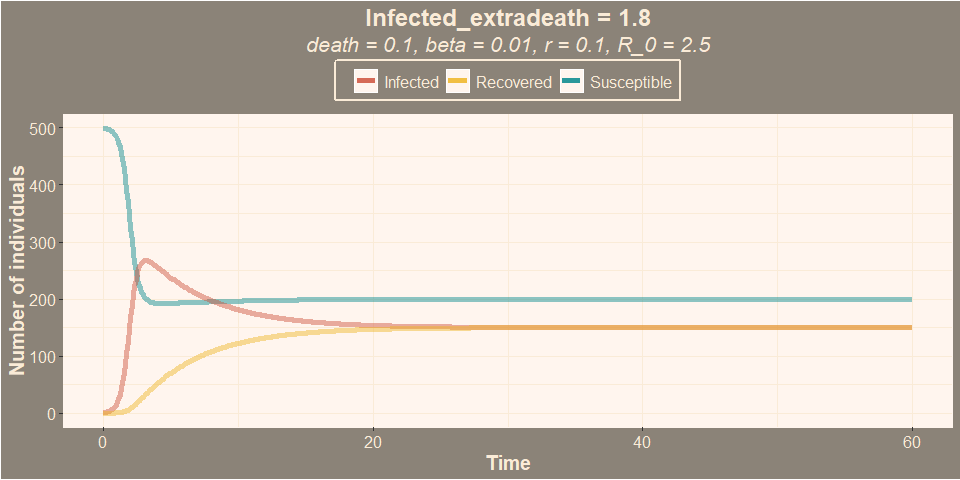 Infected_extradeath = 1.8
death = 0.1, beta = 0.01, r = 0.1, R_0 = 2.5
Infected Recovered Susceptible
Number of individuals
500
400
300
200
100
0
0 20 40 60
Time